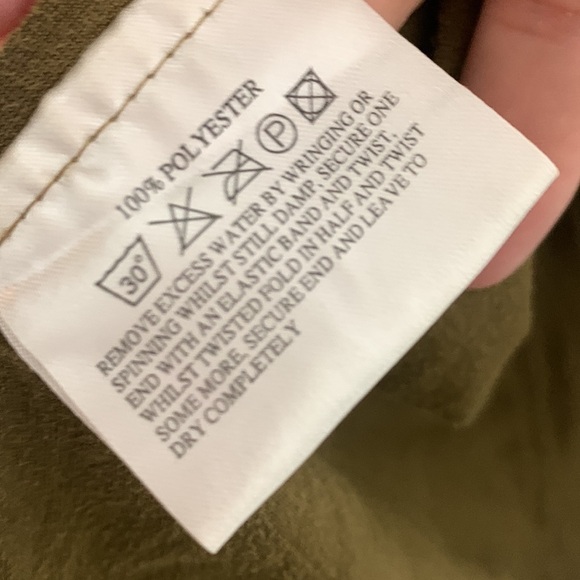 100% POLYESTER
30° P
REMOVE EXCESS WATER BY WRINGING OR
SPINNING WHILST STILL DAMP. SECURE ONE
END WITH AN ELASTIC BAND AND TWIST,
WHILST TWISTED FOLD IN HALF AND TWIST
SOME MORE. SECURE END AND LEAVE TO
DRY COMPLETELY